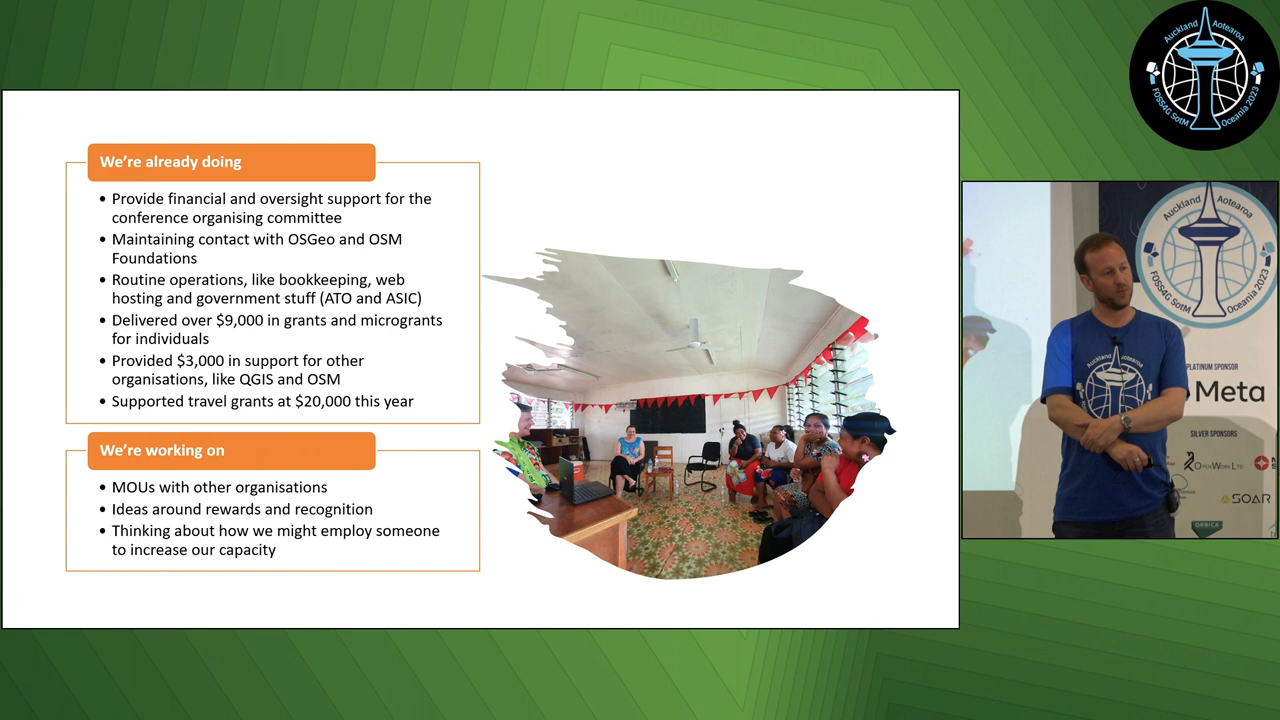 We're already doing
• Provide financial and oversight support for the
conference organising committee
• Maintaining contact with OSGeo and OSM
Foundations
• Routine operations, like bookkeeping, web
hosting and government stuff (ATO and ASIC)
• Delivered over $9,000 in grants and microgrants
for individuals
• Provided $3,000 in support for other
organisations, like QGIS and OSM
• Supported travel grants at $20,000 this year
We're working on
• MOUs with other organisations
• Ideas around rewards and recognition
• Thinking about how we might employ someone
to increase our capacity
Auckland Aotearoa
FOSS4G SotM Oceania 2023
Auckland Aotearoa
FOSS4G SotM
PLATINUM SPONSOR
Meta
SILVER SPONSORS
OPENWORK LTD
SOAR
ORBICA
Auckland Aotearoa